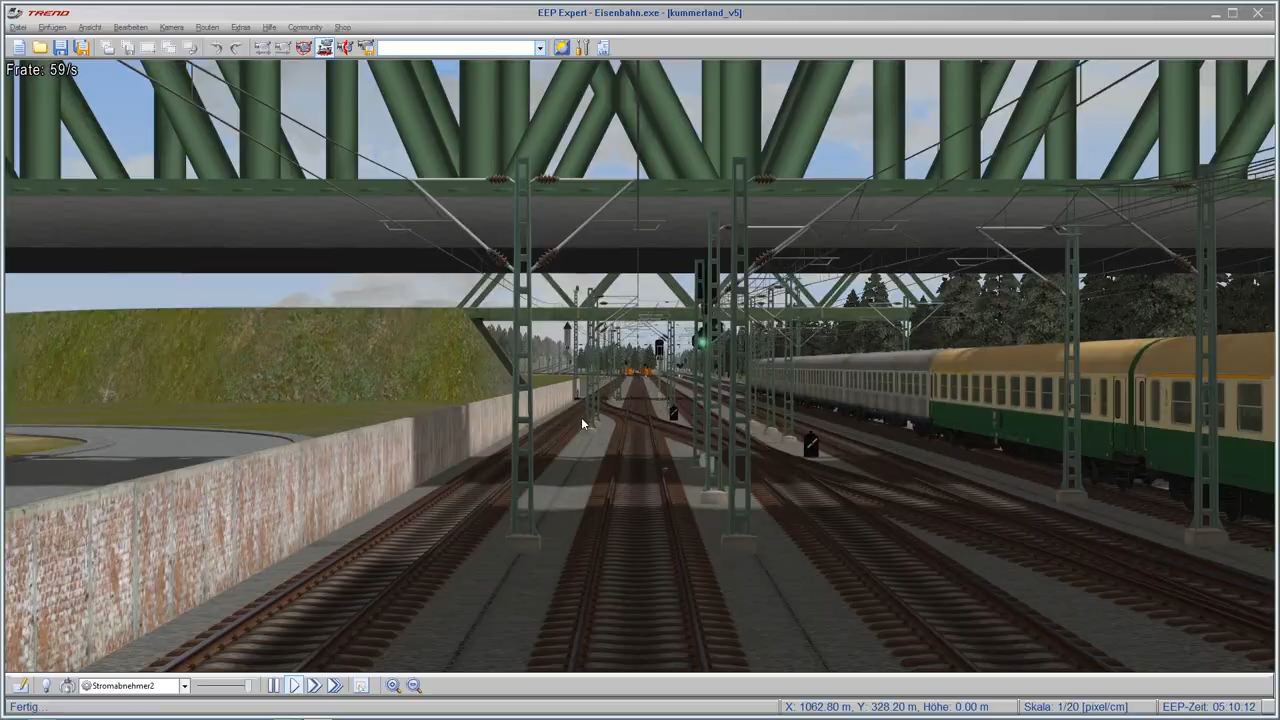 TREND
EEP Expert - Eisenbahn.exe - [kummerland_v5]
Datei Einfügen Ansicht Bearbeiten Kamera Routen Extras Hilfe Community Shop
Frate: 59/s
Stromabnehmer2
Fertig...
X: 1062.80 m, Y: 328.20 m, Höhe: 0.00 m
Skala: 1/20 [pixel/cm]
EEP-Zeit: 05:10:12